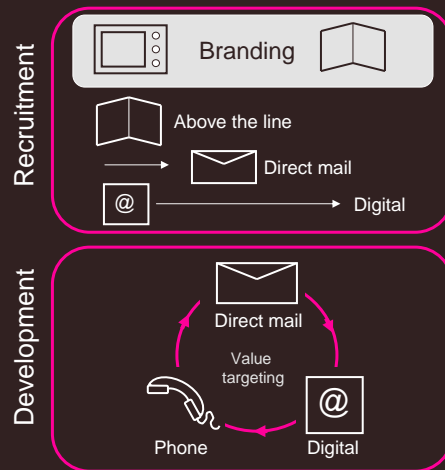 Recruitment
Branding
Above the line
Direct mail
@
Digital
Development
Direct mail
Value
targeting
@
Phone
Digital